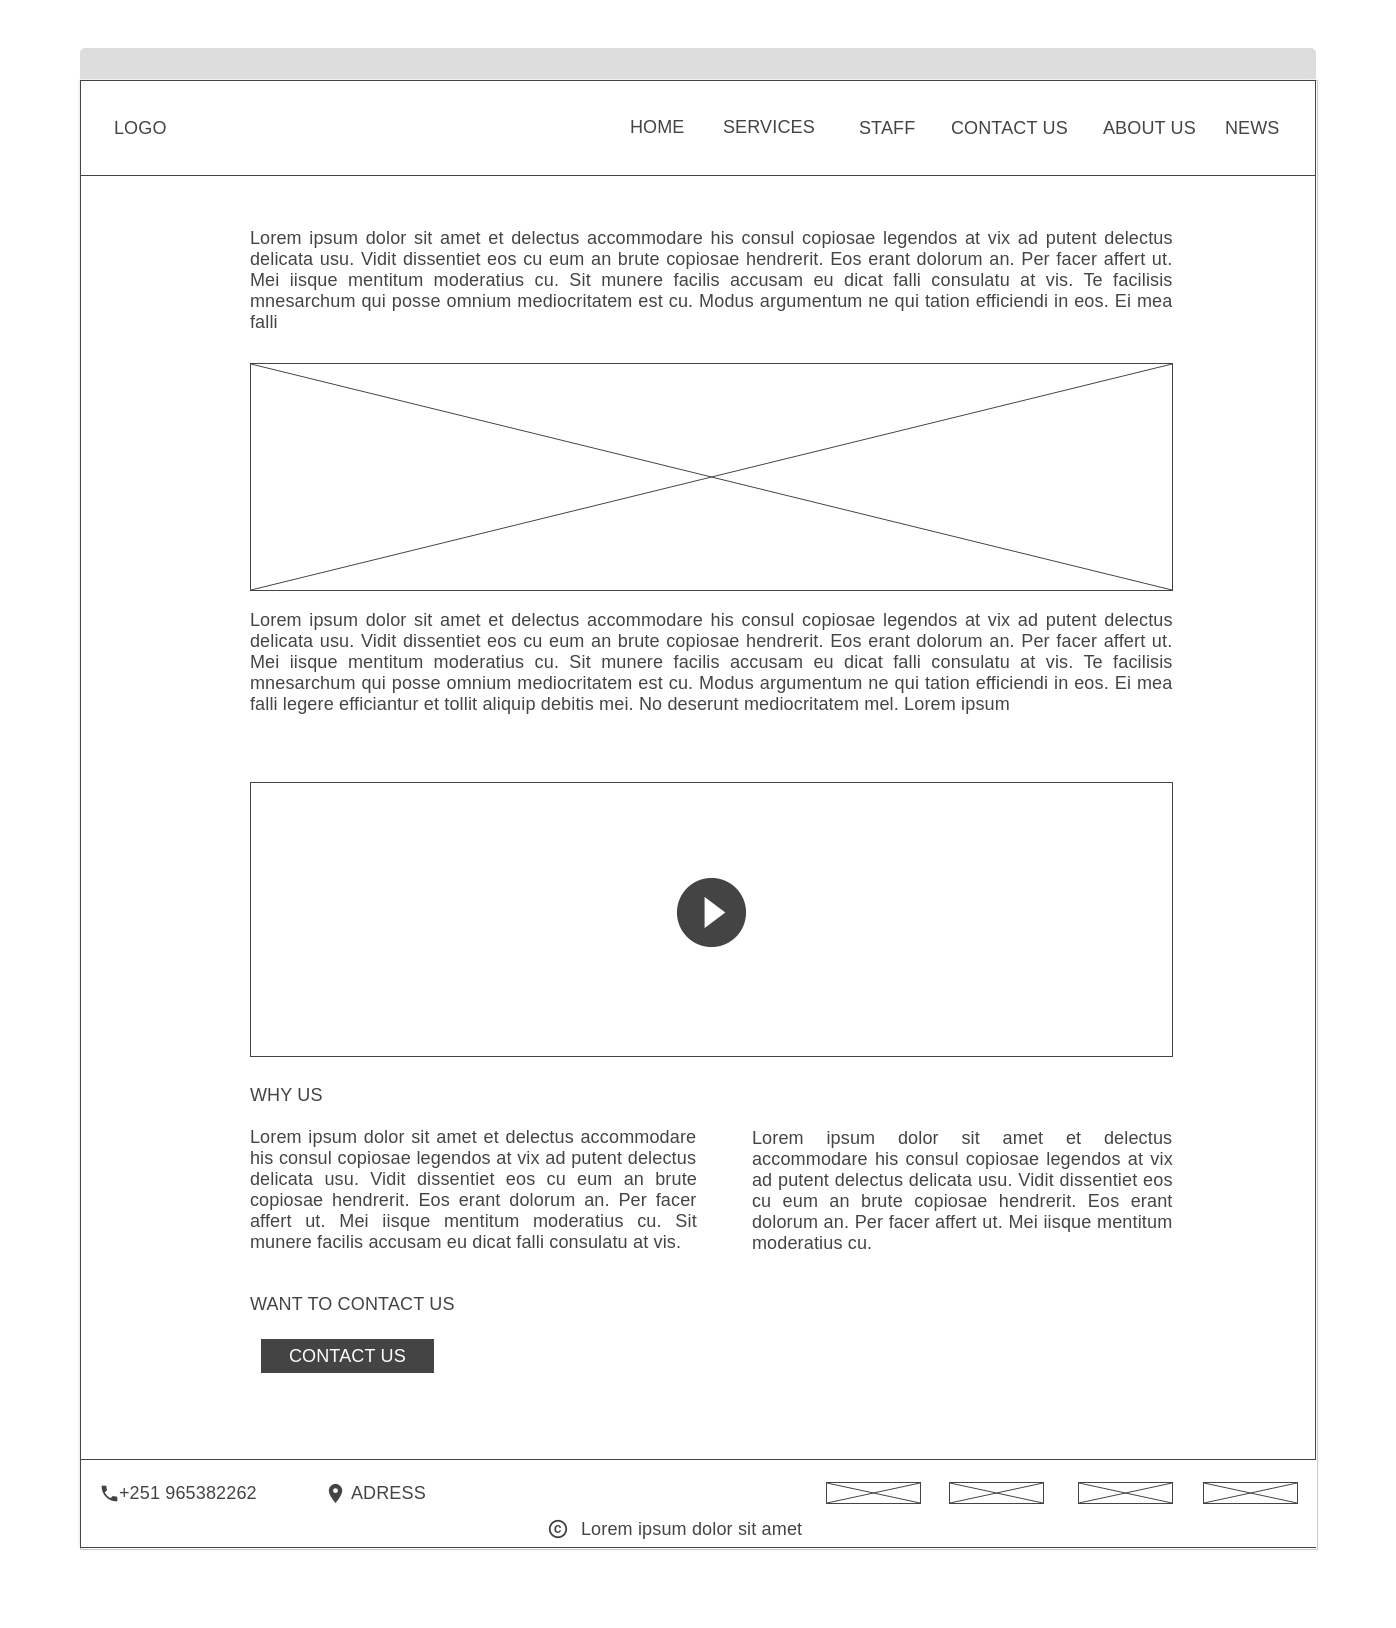 LOGO
HOME SERVICES STAFF CONTACT US ABOUT US NEWS
Lorem ipsum dolor sit amet et delectus accommodare his consul copiosae legendos at vix ad putent delectus
delicata usu. Vidit dissentiet eos cu eum an brute copiosae hendrerit. Eos erant dolorum an. Per facer affert ut.
Mei iisque mentitum moderatius cu. Sit munere facilis accusam eu dicat falli consulatu at vis. Te facilisis
mnesarchum qui posse omnium mediocritatem est cu. Modus argumentum ne qui tation efficiendi in eos. Ei mea
falli
Lorem ipsum dolor sit amet et delectus accommodare his consul copiosae legendos at vix ad putent delectus
delicata usu. Vidit dissentiet eos cu eum an brute copiosae hendrerit. Eos erant dolorum an. Per facer affert ut.
Mei iisque mentitum moderatius cu. Sit munere facilis accusam eu dicat falli consulatu at vis. Te facilisis
mnesarchum qui posse omnium mediocritatem est cu. Modus argumentum ne qui tation efficiendi in eos. Ei mea
falli legere efficiantur et tollit aliquip debitis mei. No deserunt mediocritatem mel. Lorem ipsum
WHY US
Lorem ipsum dolor sit amet et delectus accommodare
his consul copiosae legendos at vix ad putent delectus
delicata usu. Vidit dissentiet eos cu eum an brute
copiosae hendrerit. Eos erant dolorum an. Per facer
affert ut. Mei iisque mentitum moderatius cu. Sit
munere facilis accusam eu dicat falli consulatu at vis.
Lorem ipsum dolor sit amet et delectus
accommodare his consul copiosae legendos at vix
ad putent delectus delicata usu. Vidit dissentiet eos
cu eum an brute copiosae hendrerit. Eos erant
dolorum an. Per facer affert ut. Mei iisque mentitum
moderatius cu.
WANT TO CONTACT US
CONTACT US
+251 965382262
ADRESS
© Lorem ipsum dolor sit amet